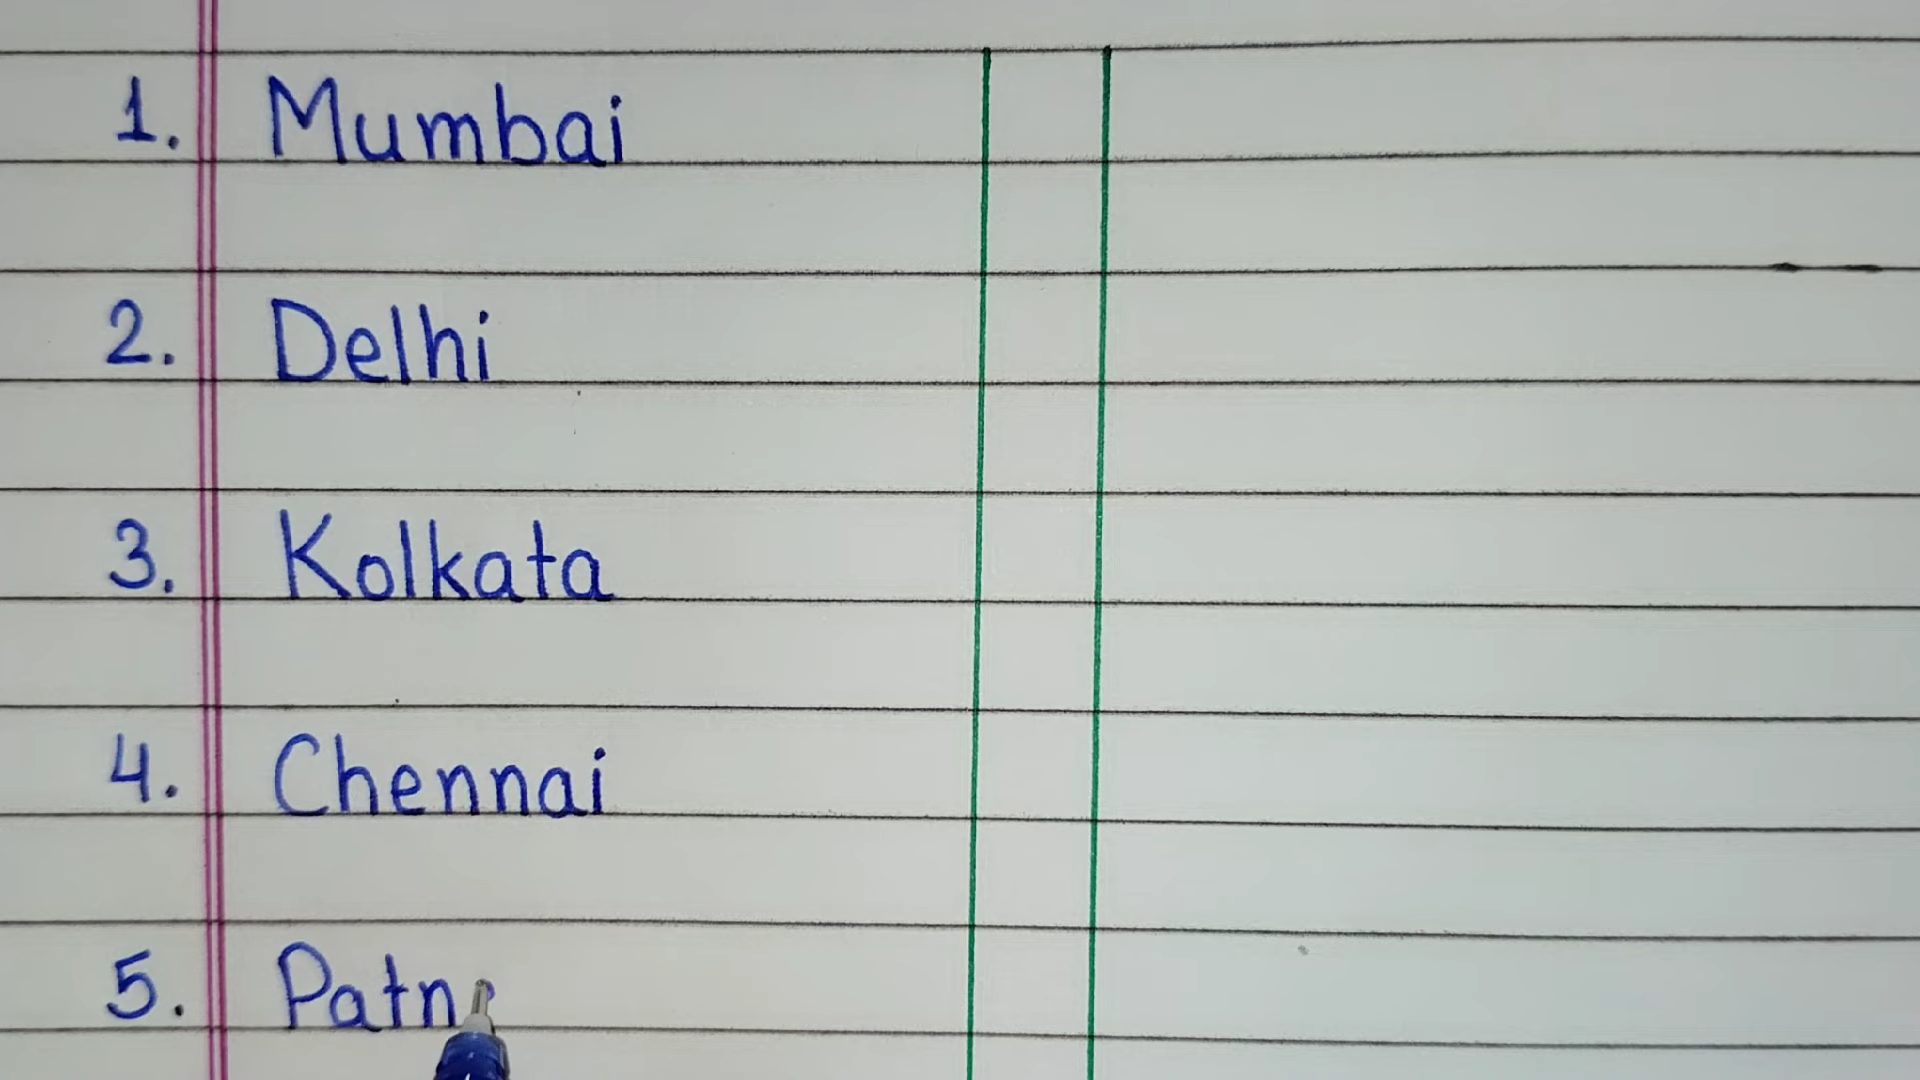 1. Mumbai
2. Delhi
3. Kolkata
4. Chennai
5. Patn